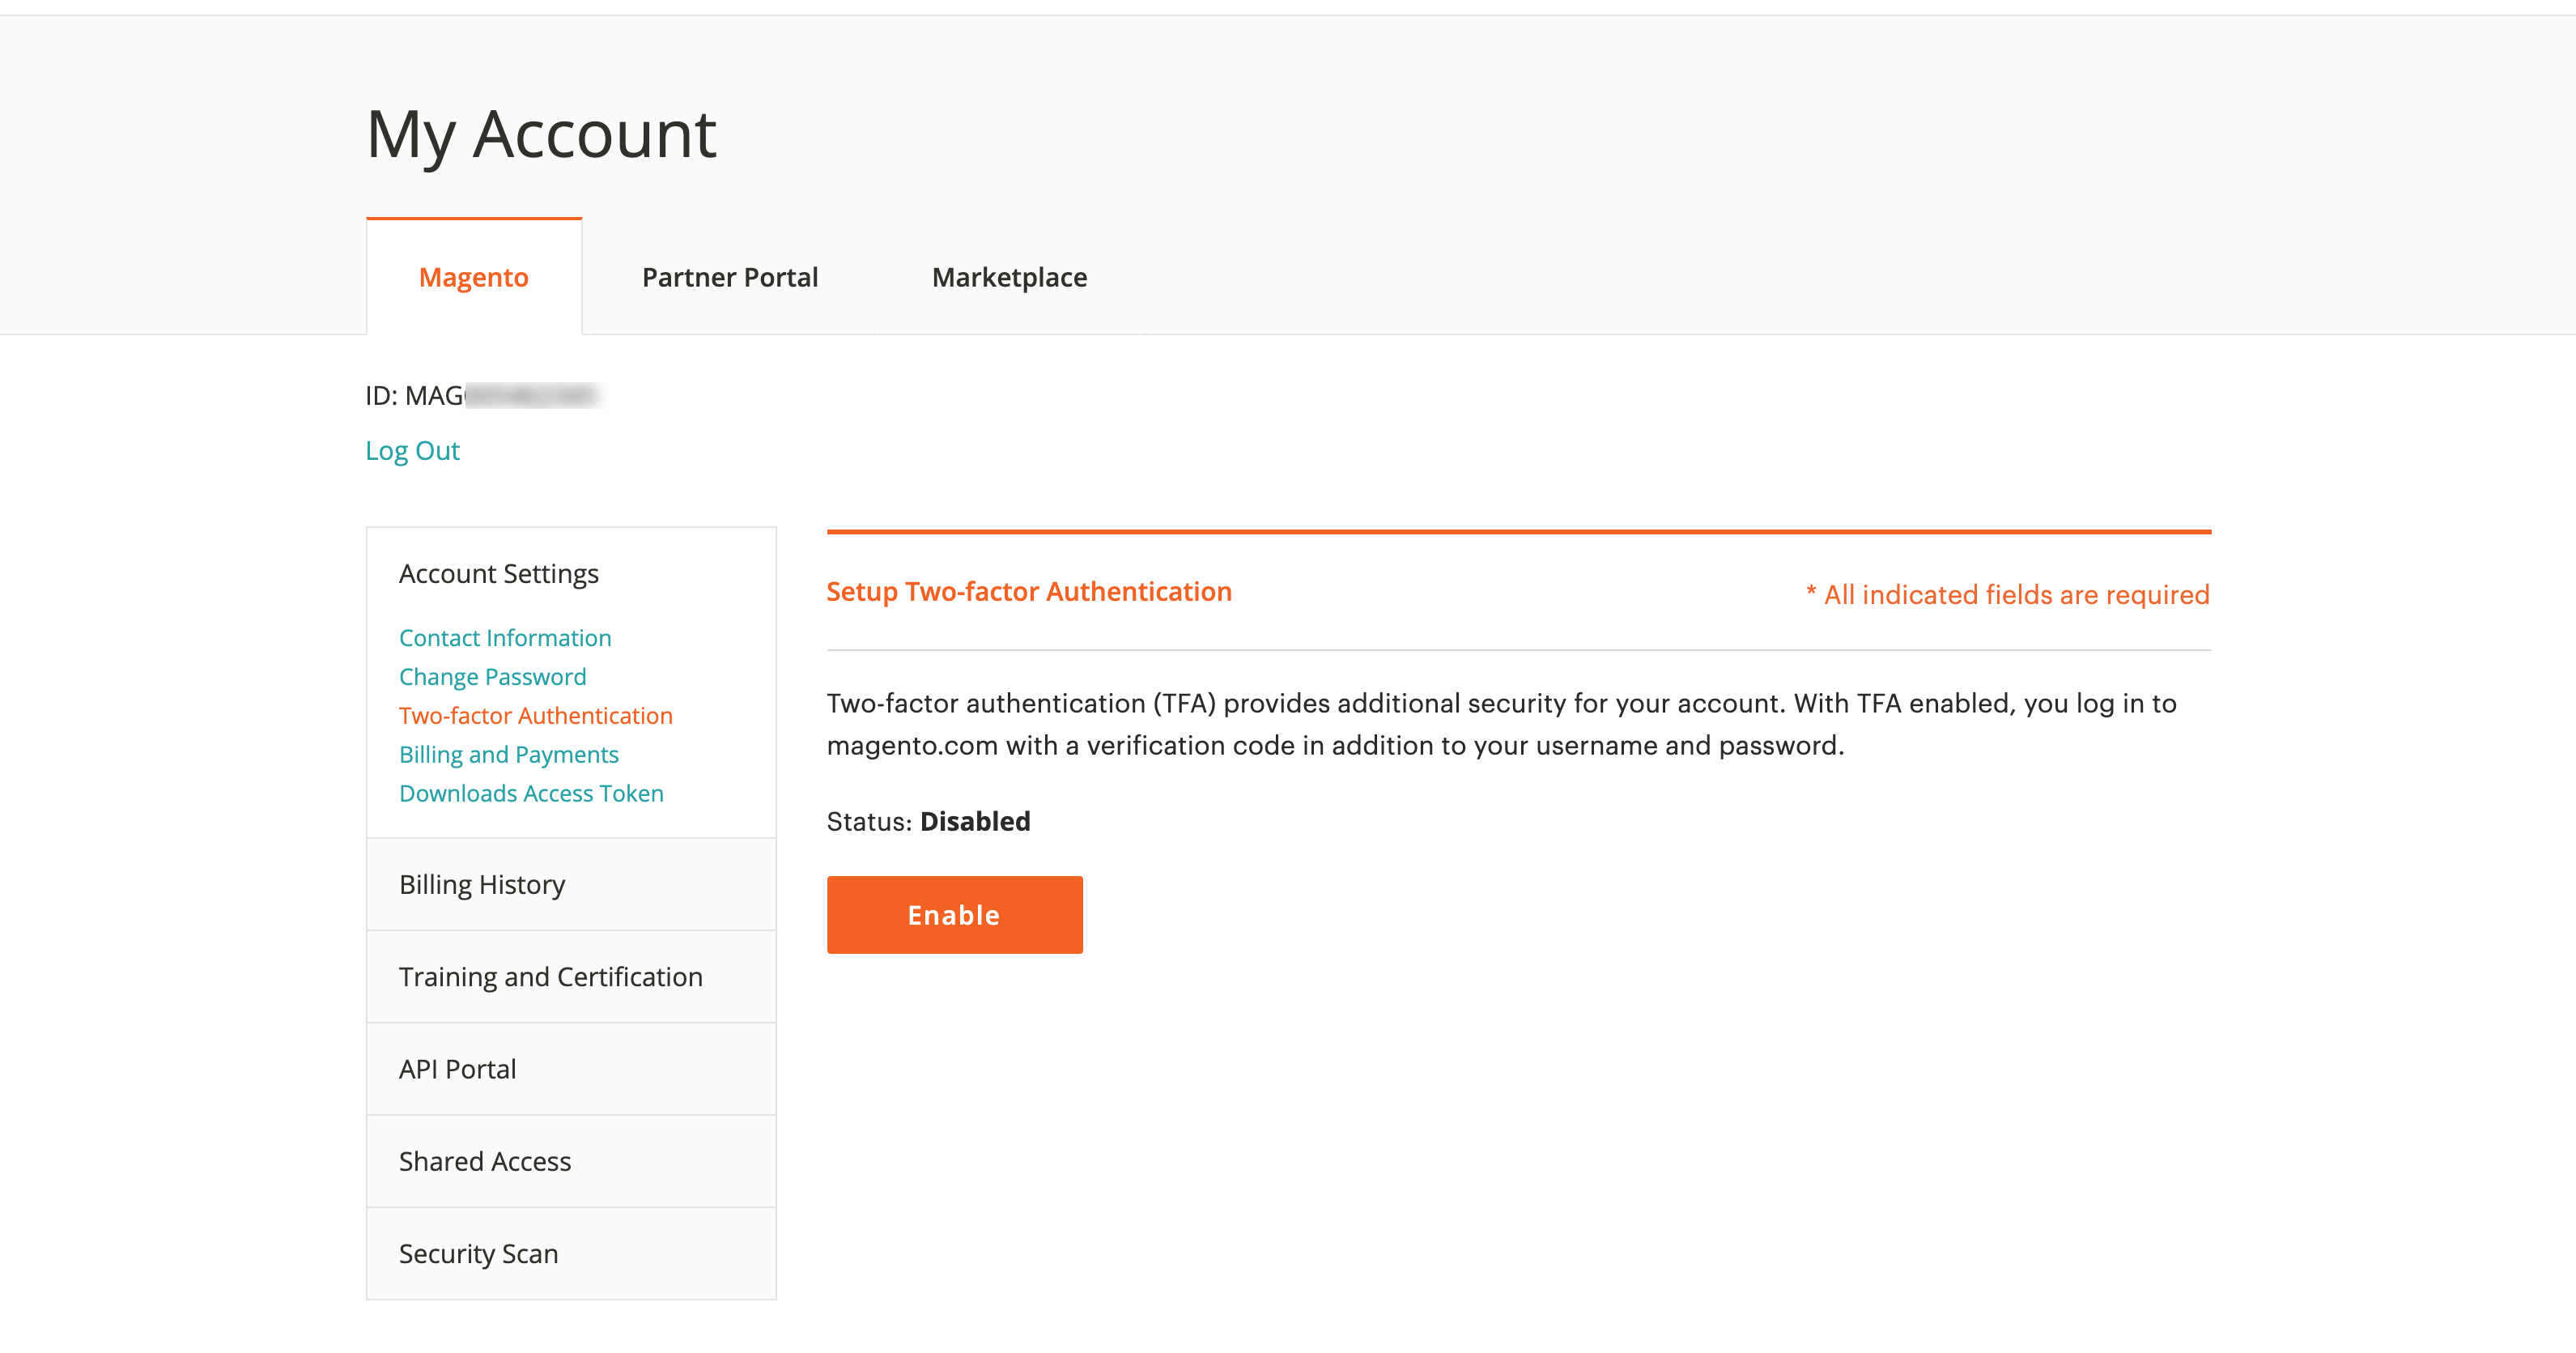 My Account
Magento
Partner Portal
Marketplace
ID: MAG
Log Out
Account Settings
Contact Information
Change Password
Two-factor Authentication
Billing and Payments
Downloads Access Token
Billing History
Training and Certification
API Portal
Shared Access
Security Scan
Setup Two-factor Authentication
* All indicated fields are required
Two-factor authentication (TFA) provides additional security for your account. With TFA enabled, you log in to
magento.com with a verification code in addition to your username and password.
Status: Disabled
Enable